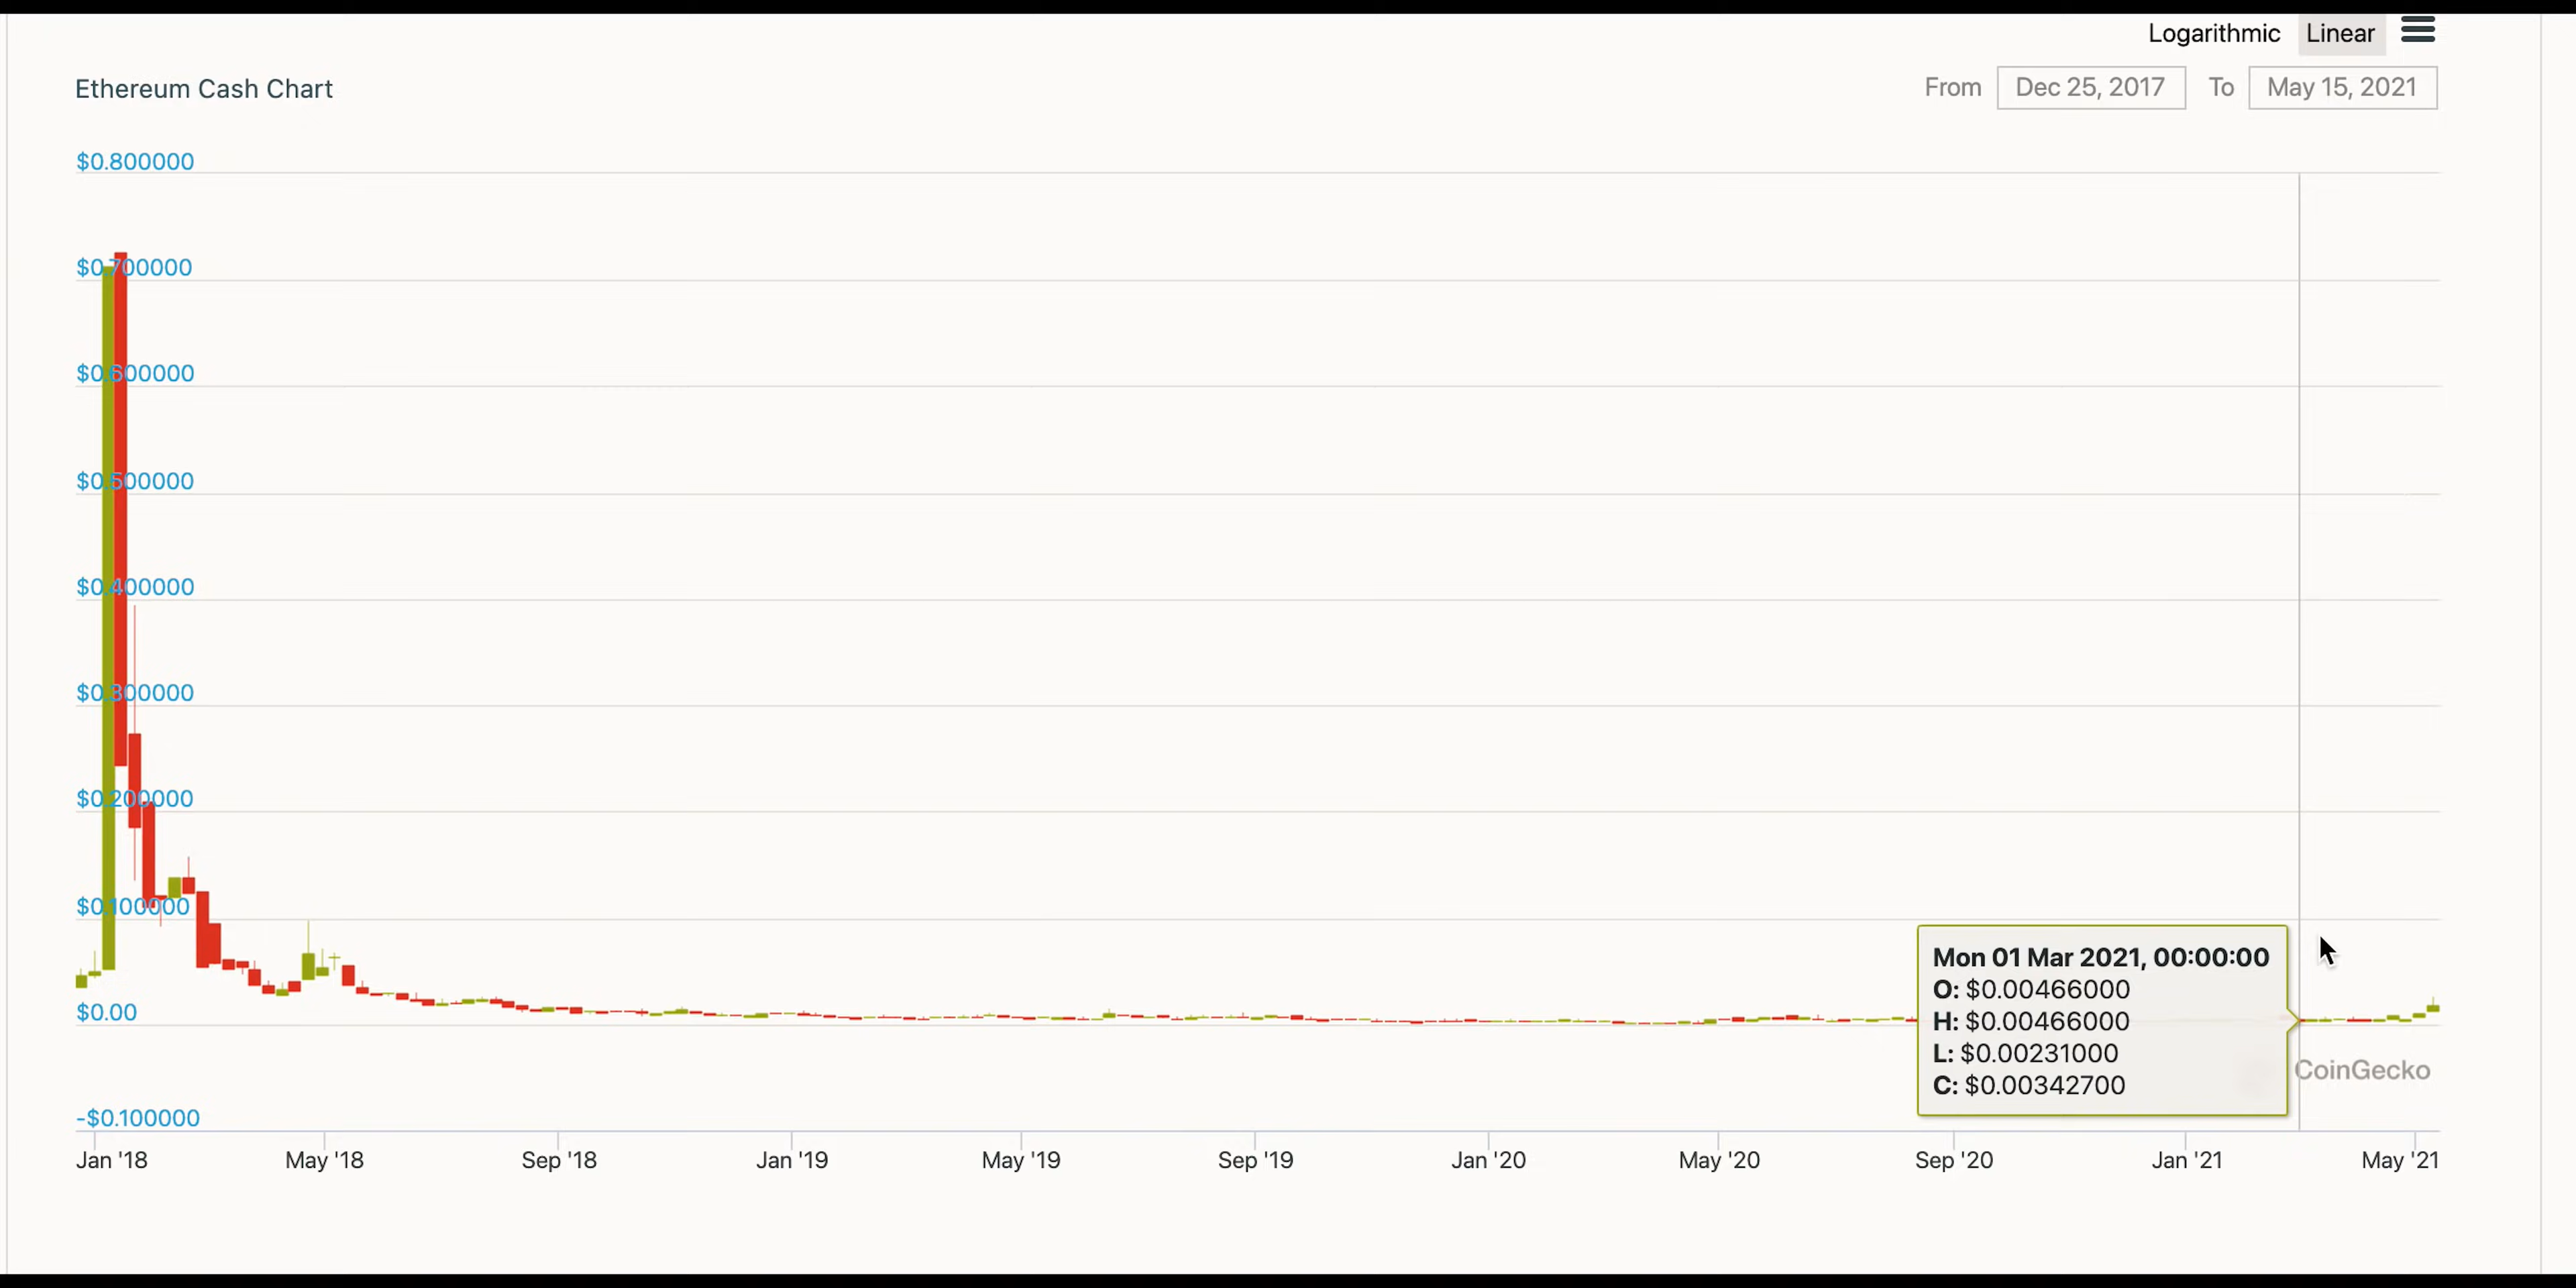 Logarithmic Linear
Ethereum Cash Chart
From Dec 25, 2017 To May 15, 2021
$0.800000
$0.700000
$0.600000
$0.500000
$0.400000
$0.300000
$0.200000
$0.100000
$0.00
-$0.100000
Mon 01 Mar 2021, 00:00:00
O: $0.00466000
H: $0.00466000
L: $0.00231000
C: $0.00342700
CoinGecko
Jan '18 May '18 Sep '18 Jan '19 May '19 Sep '19 Jan '20 May '20 Sep '20 Jan '21 May '21